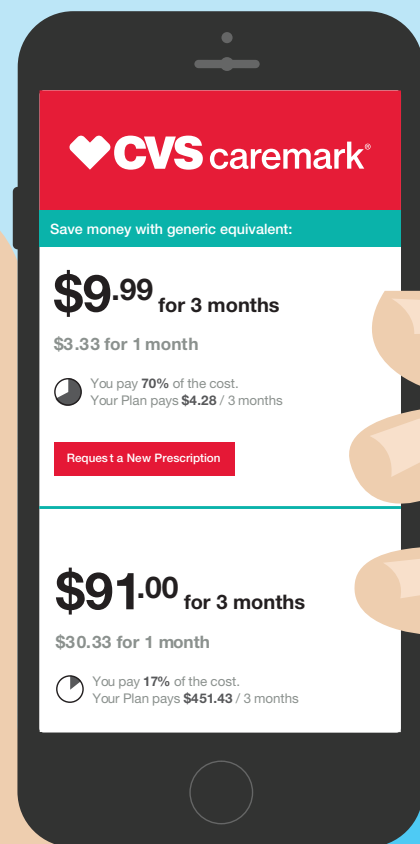 CVS caremark®
Save money with generic equivalent:
$9.99 for 3 months
$3.33 for 1 month
You pay 70% of the cost.
Your Plan pays $4.28 / 3 months
Request a New Prescription
$91.00 for 3 months
$30.33 for 1 month
You pay 17% of the cost.
Your Plan pays $451.43 / 3 months